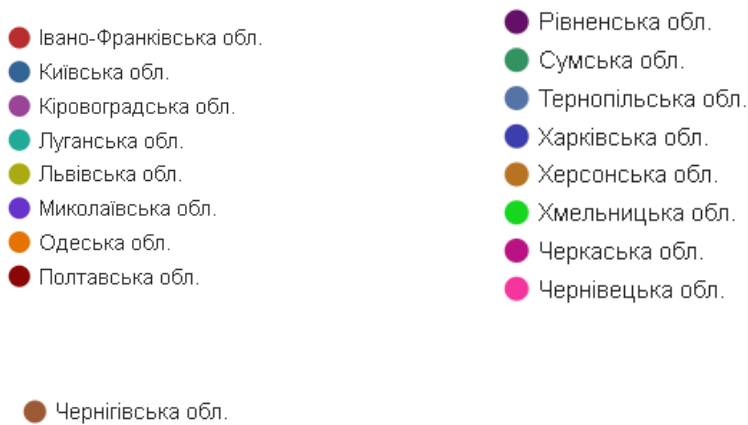 Івано-Франківська обл.
Київська обл.
Кіровоградська обл.
Луганська обл.
Львівська обл.
Миколаївська обл.
Одеська обл.
Полтавська обл.
Рівненська обл.
Сумська обл.
Тернопільська обл.
Харківська обл.
Херсонська обл.
Хмельницька обл.
Черкаська обл.
Чернівецька обл.
Чернігівська обл.